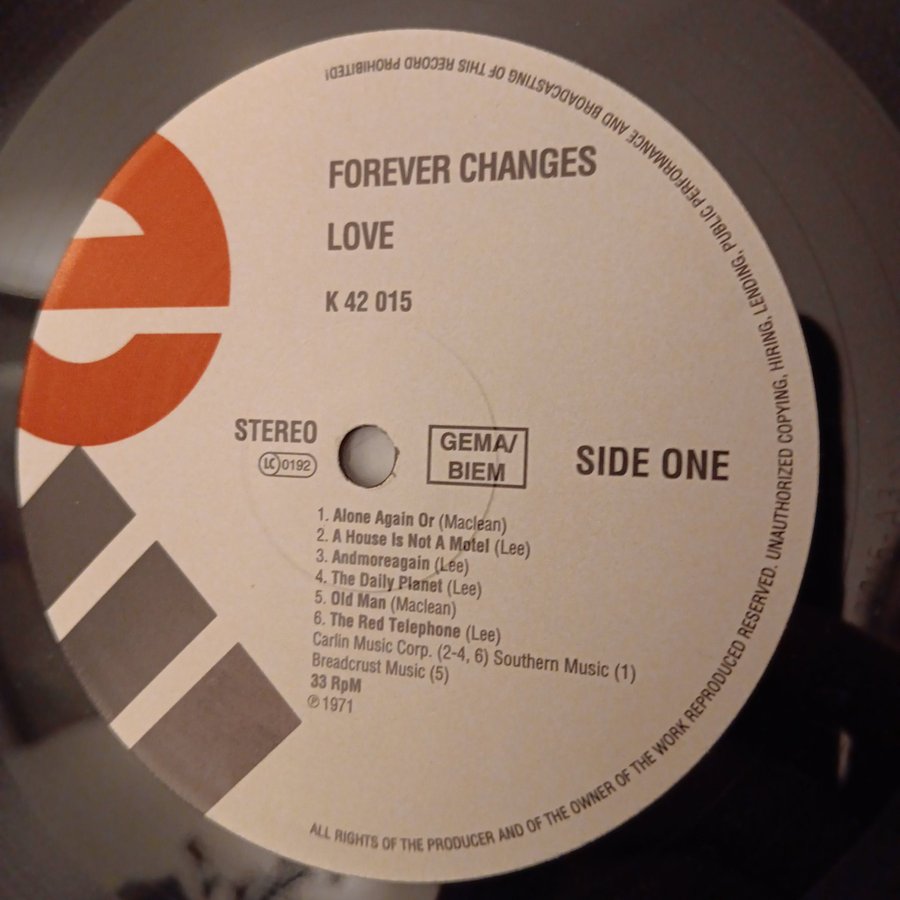 FOREVER CHANGES
LOVE
K 42 015
STEREO
LC 0192
GEMA/
BIEM
SIDE ONE
1. Alone Again Or (Maclean)
2. A House Is Not A Motel (Lee)
3. Andmoreagain (Lee)
4. The Daily Planet (Lee)
5. Old Man (Maclean)
6. The Red Telephone (Lee)
Carlin Music Corp. (2-4, 6) Southern Music (1)
Breadcrust Music (5)
33 RpM
℗ 1971
ALL RIGHTS OF THE PRODUCER AND OF THE OWNER OF THE WORK REPRODUCED RESERVED. UNAUTHORIZED COPYING, HIRING, LENDING, PUBLIC PERFORMANCE AND BROADCASTING OF THIS RECORD PROHIBITED!